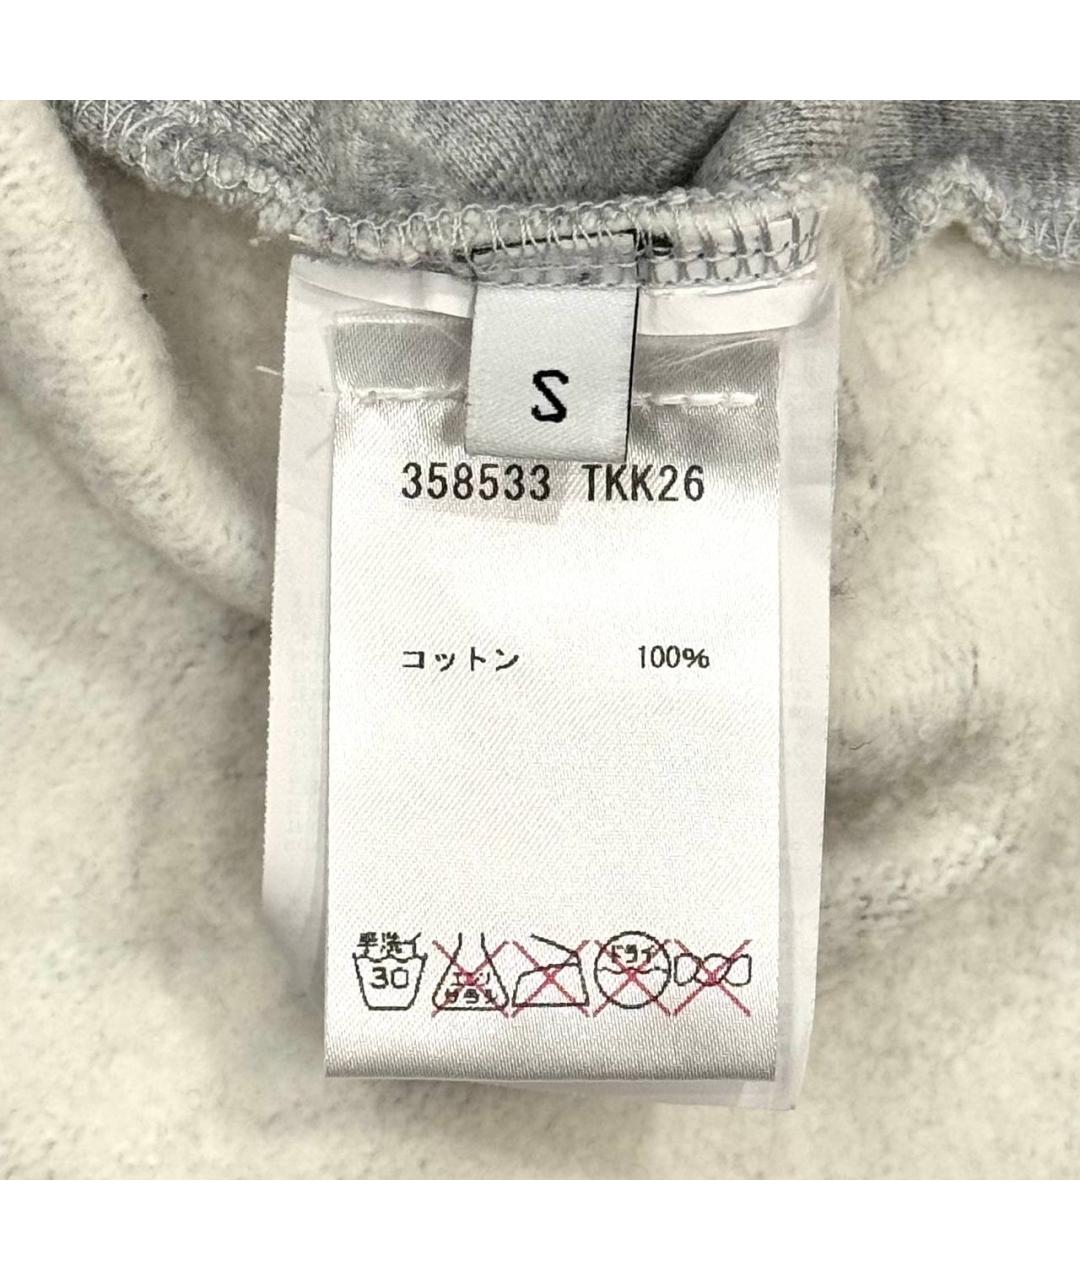 S
358533 TKK26
コットン 100%
手洗イ
30
エンソ
サラシ
ドライ